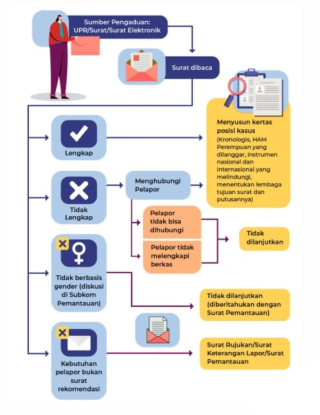 Sumber Pengaduan:
UPR/Surat/Surat Elektronik
Surat dibaca
Lengkap
Menyusun kertas
posisi kasus
(Kronologis, HAM
Perempuan yang
dilanggar, instrumen
nasional dan
internasional yang
melindungi,
menentukan lembaga
tujuan surat dan
putusannya)
Tidak
Lengkap
Menghubungi
Pelapor
Pelapor
tidak bisa
dihubungi
Pelapor tidak
melengkapi
berkas
Tidak
dilanjutkan
Tidak berbasis
gender (diskusi
di Subkom
Pemantauan)
Tidak dilanjutkan
(diberitahukan dengan
Surat Pemantauan)
Kebutuhan
pelapor bukan
surat
rekomendasi
Surat Rujukan/Surat
Keterangan Lapor/Surat
Pemantauan